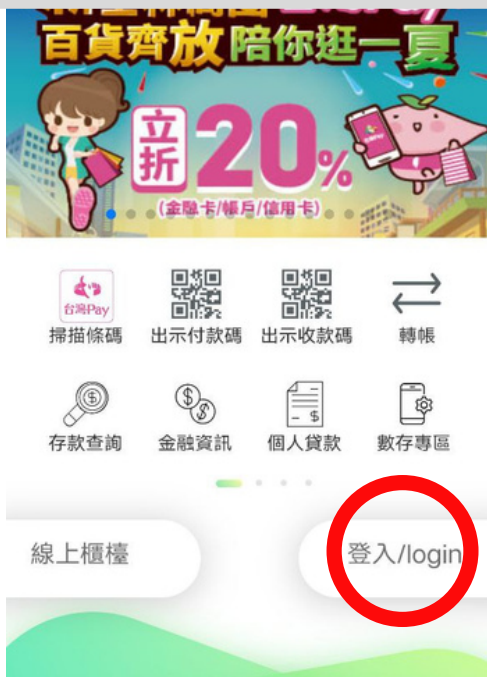 百貨齊放陪你逛一夏
立折20%
(金融卡/帳戶/信用卡)
台灣Pay
掃描條碼
出示付款碼
出示收款碼
轉帳
存款查詢
金融資訊
個人貸款
數存專區
線上櫃檯
登入/login